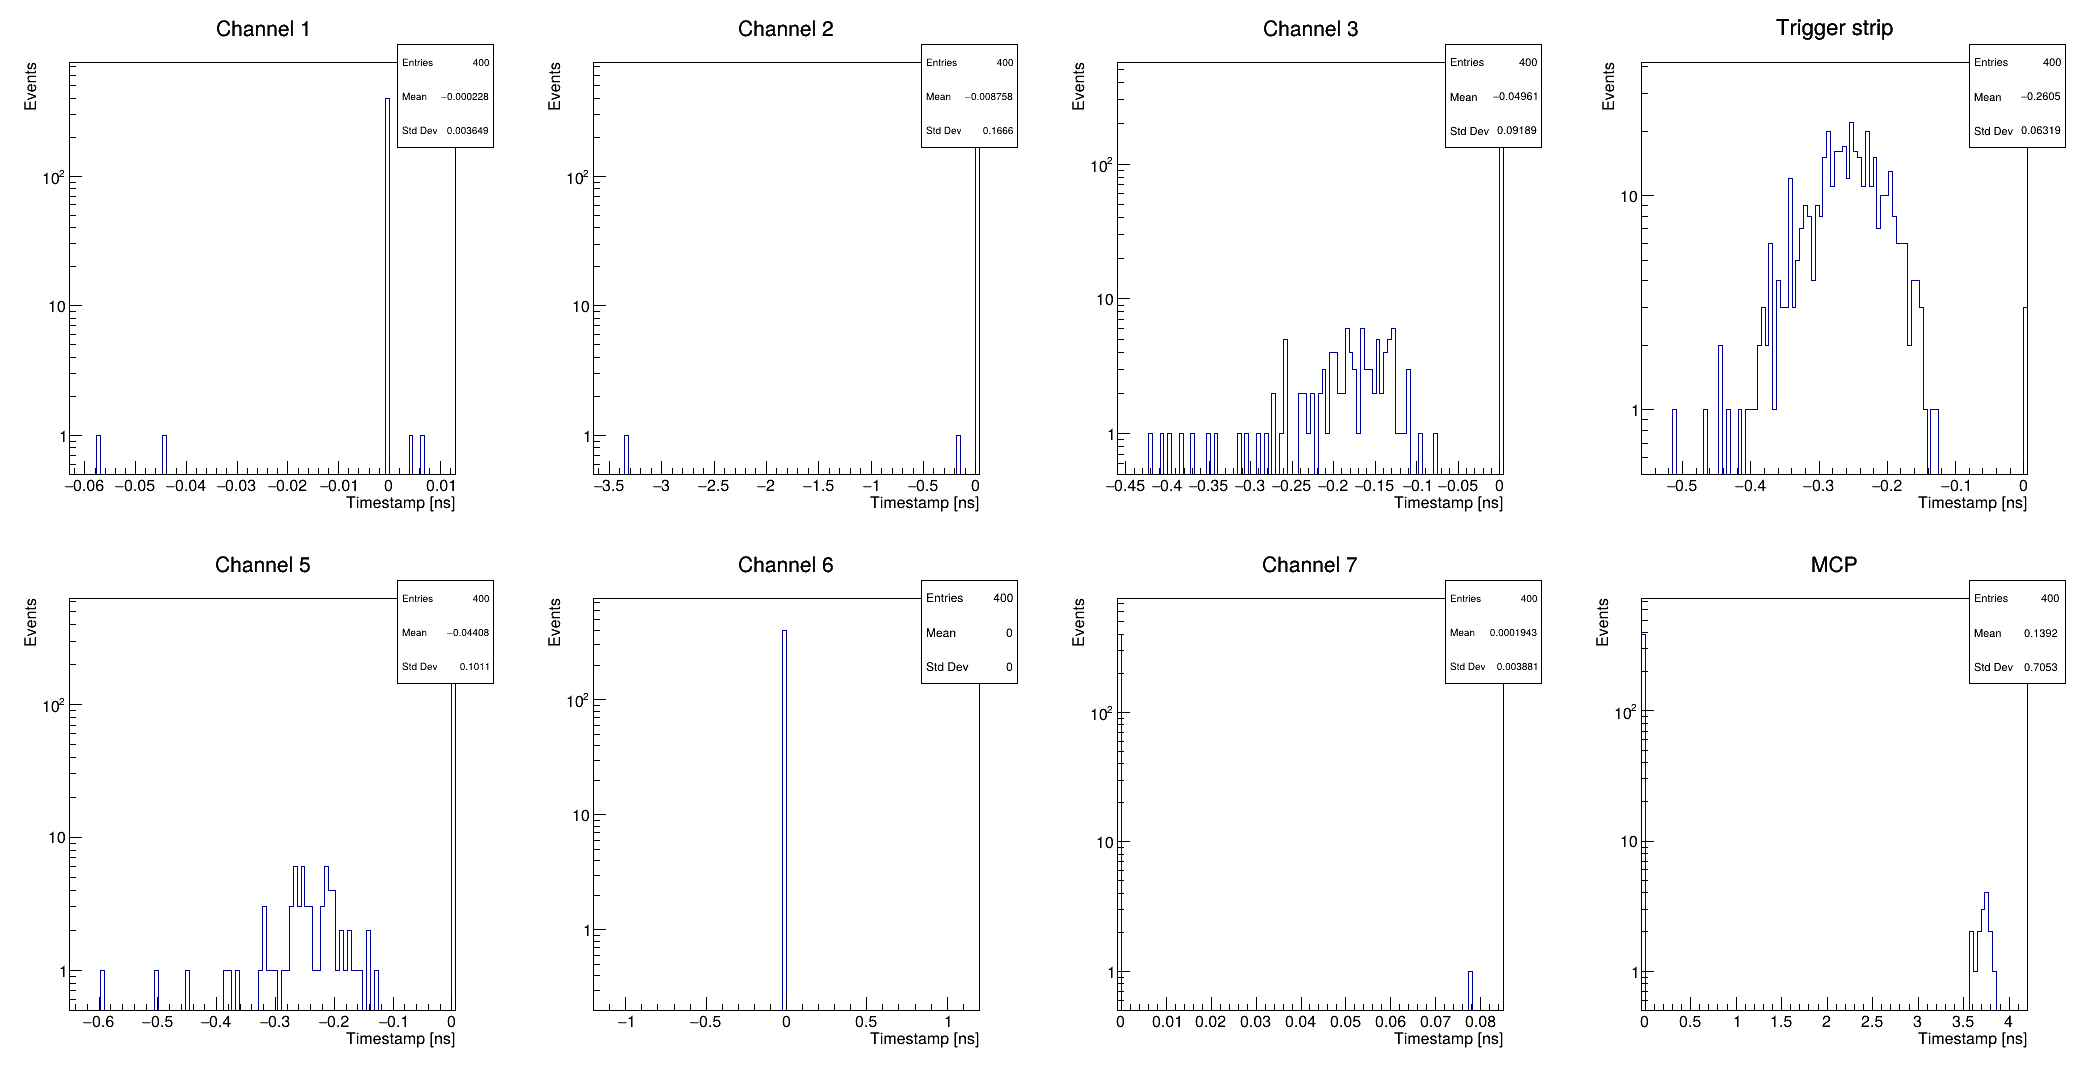 Channel 1
Events
Entries 400
Mean −0.000228
Std Dev 0.003649
10²
10
1
−0.06 −0.05 −0.04 −0.03 −0.02 −0.01 0 0.01
Timestamp [ns]
Channel 2
Events
Entries 400
Mean −0.008758
Std Dev 0.1666
10²
10
1
−3.5 −3 −2.5 −2 −1.5 −1 −0.5 0
Timestamp [ns]
Channel 3
Events
Entries 400
Mean −0.04961
Std Dev 0.09189
10²
10
1
−0.45 −0.4 −0.35 −0.3 −0.25 −0.2 −0.15 −0.1 −0.05 0
Timestamp [ns]
Trigger strip
Events
Entries 400
Mean −0.2605
Std Dev 0.06319
10
1
−0.5 −0.4 −0.3 −0.2 −0.1 0
Timestamp [ns]
Channel 5
Events
Entries 400
Mean −0.04408
Std Dev 0.1011
10²
10
1
−0.6 −0.5 −0.4 −0.3 −0.2 −0.1 0
Timestamp [ns]
Channel 6
Events
Entries 400
Mean 0
Std Dev 0
10²
10
1
−1 −0.5 0 0.5 1
Timestamp [ns]
Channel 7
Events
Entries 400
Mean 0.0001943
Std Dev 0.003881
10²
10
1
0 0.01 0.02 0.03 0.04 0.05 0.06 0.07 0.08
Timestamp [ns]
MCP
Events
Entries 400
Mean 0.1392
Std Dev 0.7053
10²
10
1
0 0.5 1 1.5 2 2.5 3 3.5 4
Timestamp [ns]